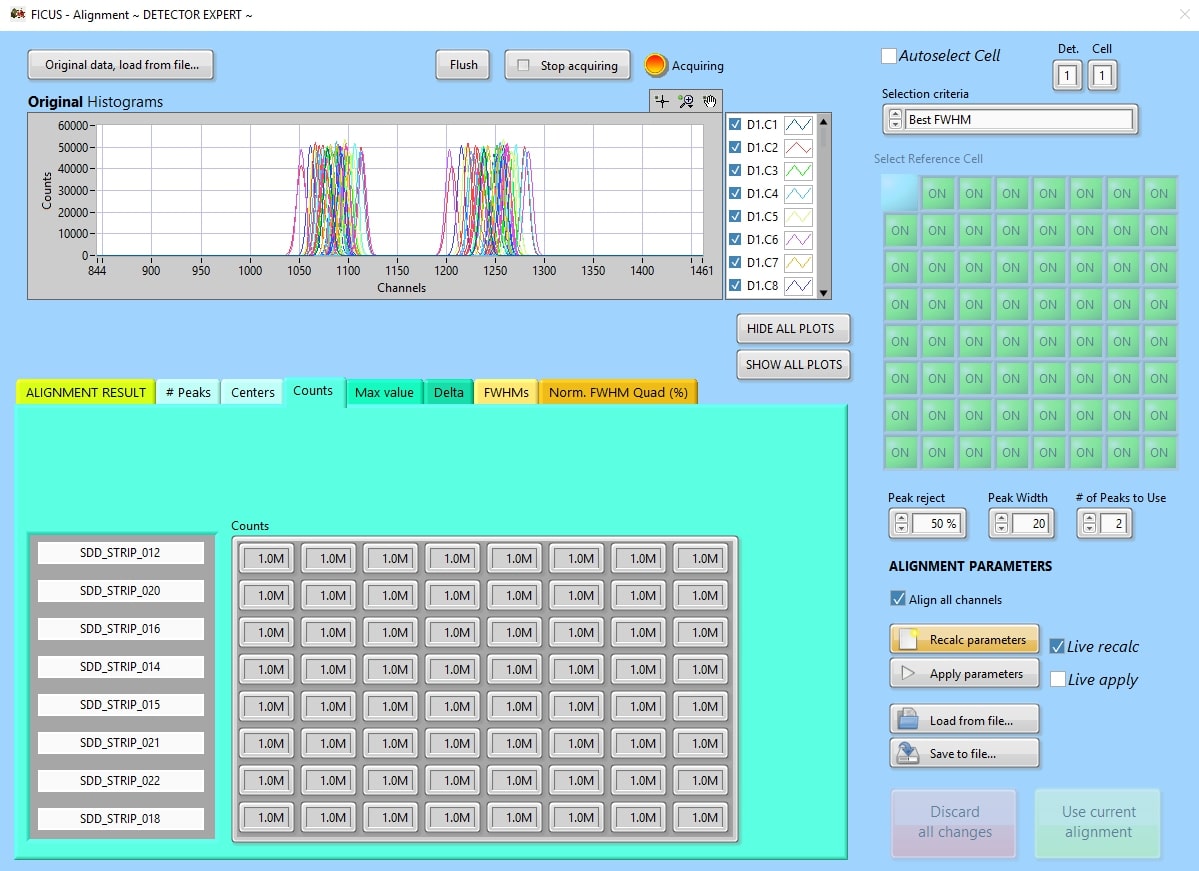 FICUS - Alignment ~ DETECTOR EXPERT ~
Original data, load from file...
Flush
Stop acquiring
Acquiring
Autoselect Cell
Det.
Cell
1
1
Original Histograms
Selection criteria
Best FWHM
60000
50000
40000
30000
20000
10000
0
Counts
844 900 950 1000 1050 1100 1150 1200 1250 1300 1350 1400 1461
Channels
D1.C1
D1.C2
D1.C3
D1.C4
D1.C5
D1.C6
D1.C7
D1.C8
HIDE ALL PLOTS
SHOW ALL PLOTS
Select Reference Cell
ON ON ON ON ON ON ON
ON ON ON ON ON ON ON ON
ON ON ON ON ON ON ON ON
ON ON ON ON ON ON ON ON
ON ON ON ON ON ON ON ON
ON ON ON ON ON ON ON ON
ON ON ON ON ON ON ON ON
ON ON ON ON ON ON ON ON
ALIGNMENT RESULT
# Peaks
Centers
Counts
Max value
Delta
FWHMs
Norm. FWHM Quad (%)
Counts
SDD_STRIP_012
1.0M 1.0M 1.0M 1.0M 1.0M 1.0M 1.0M 1.0M
SDD_STRIP_020
1.0M 1.0M 1.0M 1.0M 1.0M 1.0M 1.0M 1.0M
SDD_STRIP_016
1.0M 1.0M 1.0M 1.0M 1.0M 1.0M 1.0M 1.0M
SDD_STRIP_014
1.0M 1.0M 1.0M 1.0M 1.0M 1.0M 1.0M 1.0M
SDD_STRIP_015
1.0M 1.0M 1.0M 1.0M 1.0M 1.0M 1.0M 1.0M
SDD_STRIP_021
1.0M 1.0M 1.0M 1.0M 1.0M 1.0M 1.0M 1.0M
SDD_STRIP_022
1.0M 1.0M 1.0M 1.0M 1.0M 1.0M 1.0M 1.0M
SDD_STRIP_018
1.0M 1.0M 1.0M 1.0M 1.0M 1.0M 1.0M 1.0M
Peak reject
50 %
Peak Width
20
# of Peaks to Use
2
ALIGNMENT PARAMETERS
Align all channels
Recalc parameters
Live recalc
Apply parameters
Live apply
Load from file...
Save to file...
Discard
all changes
Use current
alignment